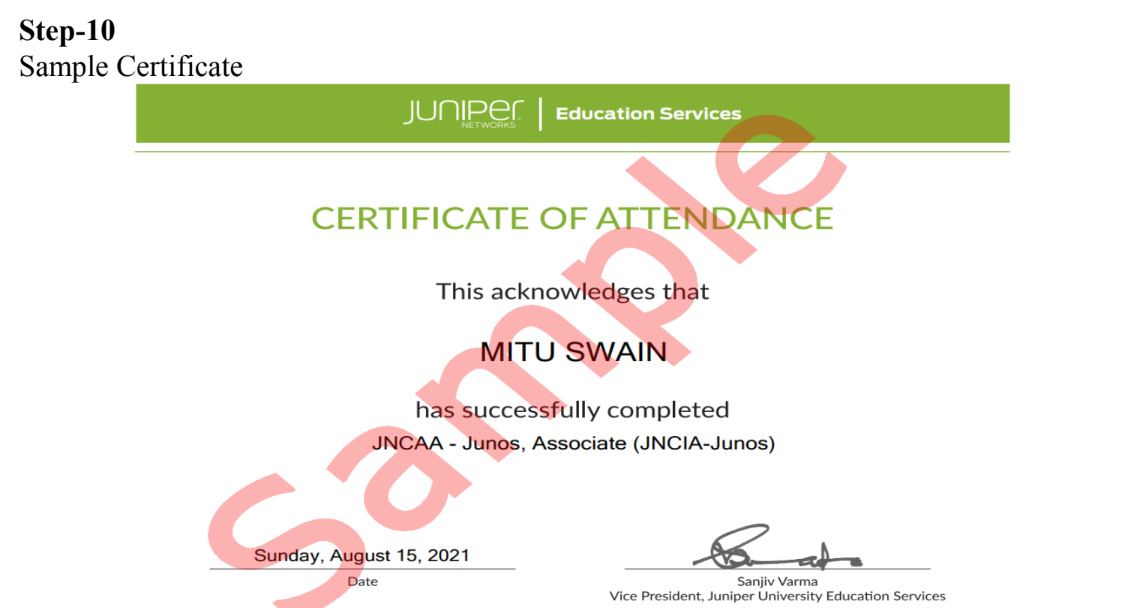 Step-10
Sample Certificate
JUNIPER NETWORKS | Education Services
CERTIFICATE OF ATTENDANCE
This acknowledges that
MITU SWAIN
has successfully completed
JNCAA - Junos, Associate (JNCIA-Junos)
Sample
Sunday, August 15, 2021
Date
Sanjiv Varma
Vice President, Juniper University Education Services